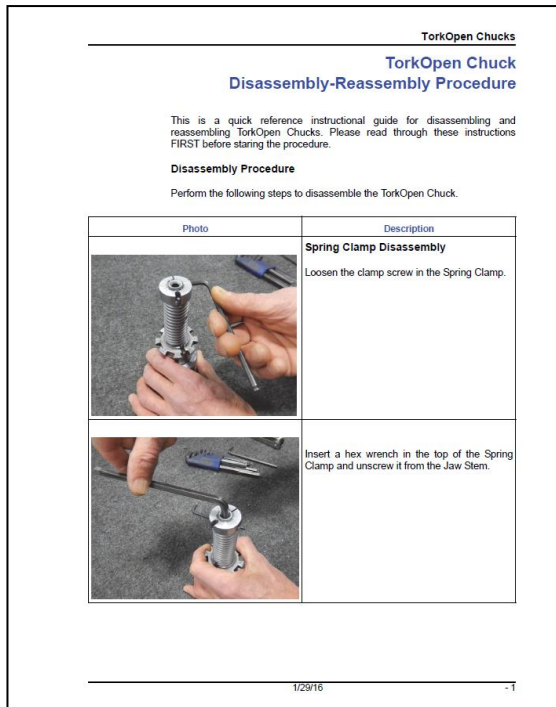 TorkOpen Chucks
TorkOpen Chuck
Disassembly-Reassembly Procedure
This is a quick reference instructional guide for disassembling and
reassembling TorkOpen Chucks. Please read through these instructions
FIRST before staring the procedure.
Disassembly Procedure
Perform the following steps to disassemble the TorkOpen Chuck.
Photo
Description
Spring Clamp Disassembly
Loosen the clamp screw in the Spring Clamp.
Insert a hex wrench in the top of the Spring
Clamp and unscrew it from the Jaw Stem.
1/29/16
- 1